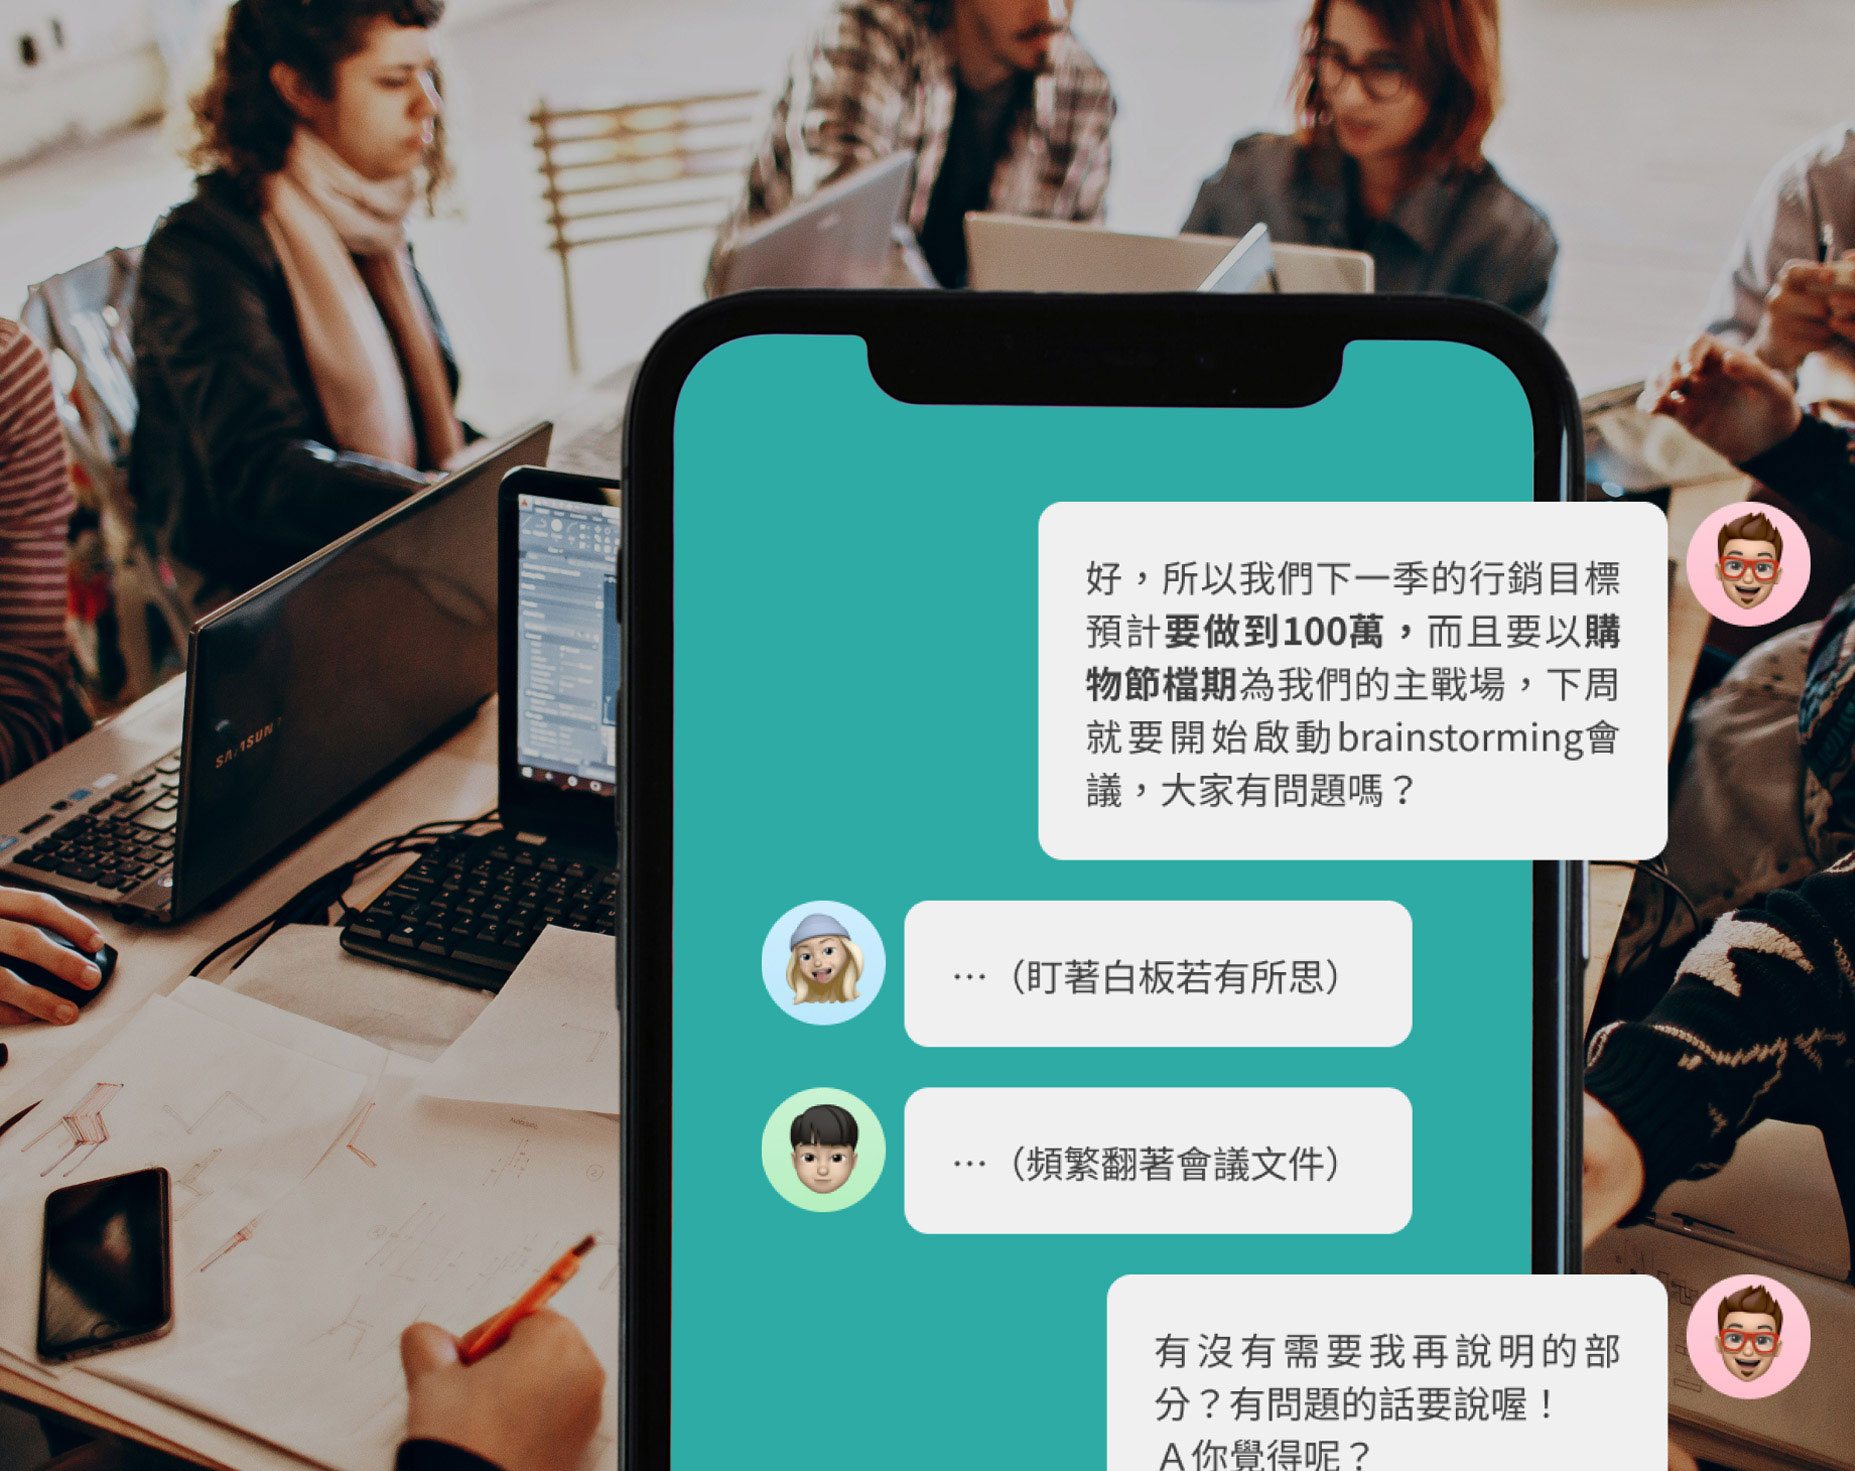 SAMSUNG
好，所以我們下一季的行銷目標
預計要做到100萬，而且要以購
物節檔期為我們的主戰場，下周
就要開始啟動brainstorming會
議，大家有問題嗎？
…（盯著白板若有所思）
…（頻繁翻著會議文件）
有沒有需要我再說明的部
分？有問題的話要說喔！
Ａ你覺得呢？